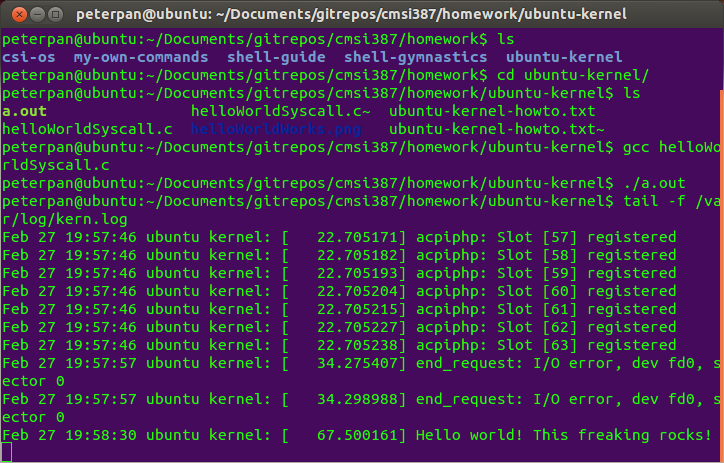 peterpan@ubuntu: ~/Documents/gitrepos/cmsi387/homework/ubuntu-kernel
peterpan@ubuntu:~/Documents/gitrepos/cmsi387/homework$ ls
csi-os  my-own-commands  shell-guide  shell-gymnastics  ubuntu-kernel
peterpan@ubuntu:~/Documents/gitrepos/cmsi387/homework$ cd ubuntu-kernel/
peterpan@ubuntu:~/Documents/gitrepos/cmsi387/homework/ubuntu-kernel$ ls
a.out                helloWorldSyscall.c~  ubuntu-kernel-howto.txt
helloWorldSyscall.c  helloWorldWorks.png   ubuntu-kernel-howto.txt~
peterpan@ubuntu:~/Documents/gitrepos/cmsi387/homework/ubuntu-kernel$ gcc helloWo
rldSyscall.c
peterpan@ubuntu:~/Documents/gitrepos/cmsi387/homework/ubuntu-kernel$ ./a.out
peterpan@ubuntu:~/Documents/gitrepos/cmsi387/homework/ubuntu-kernel$ tail -f /va
r/log/kern.log
Feb 27 19:57:46 ubuntu kernel: [   22.705171] acpiphp: Slot [57] registered
Feb 27 19:57:46 ubuntu kernel: [   22.705182] acpiphp: Slot [58] registered
Feb 27 19:57:46 ubuntu kernel: [   22.705193] acpiphp: Slot [59] registered
Feb 27 19:57:46 ubuntu kernel: [   22.705204] acpiphp: Slot [60] registered
Feb 27 19:57:46 ubuntu kernel: [   22.705215] acpiphp: Slot [61] registered
Feb 27 19:57:46 ubuntu kernel: [   22.705227] acpiphp: Slot [62] registered
Feb 27 19:57:46 ubuntu kernel: [   22.705238] acpiphp: Slot [63] registered
Feb 27 19:57:57 ubuntu kernel: [   34.275407] end_request: I/O error, dev fd0, s
ector 0
Feb 27 19:57:57 ubuntu kernel: [   34.298988] end_request: I/O error, dev fd0, s
ector 0
Feb 27 19:58:30 ubuntu kernel: [   67.500161] Hello world! This freaking rocks!